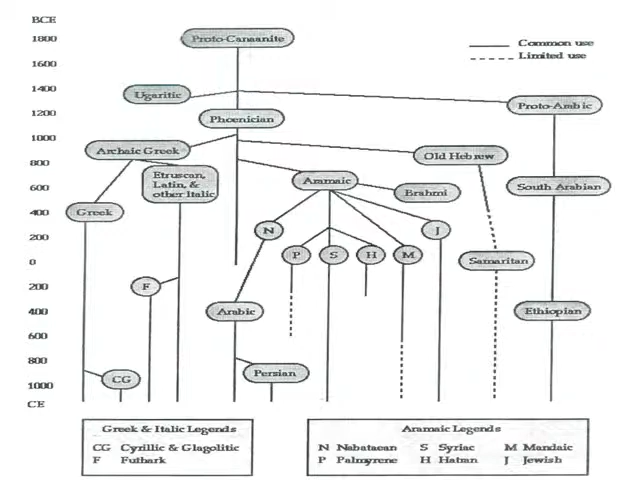 BCE
1800
Proto-Canaanite
Common use
Limited use
1600
1400
Ugaritic
Proto-Arabic
1200
Phoenician
1000
Archaic Greek
Old Hebrew
800
Etruscan,
Latin, &
other Italic
Aramaic
Brahmi
South Arabian
600
400
Greek
200
N
J
0
P
S
H
M
Samaritan
200
F
400
Arabic
Ethiopian
600
800
CG
Persian
1000
CE
Greek & Italic Legends
CG Cyrillic & Glagolitic
F Futhark
Aramaic Legends
N Nabataean S Syriac M Mandaic
P Palmyrene H Hatran J Jewish